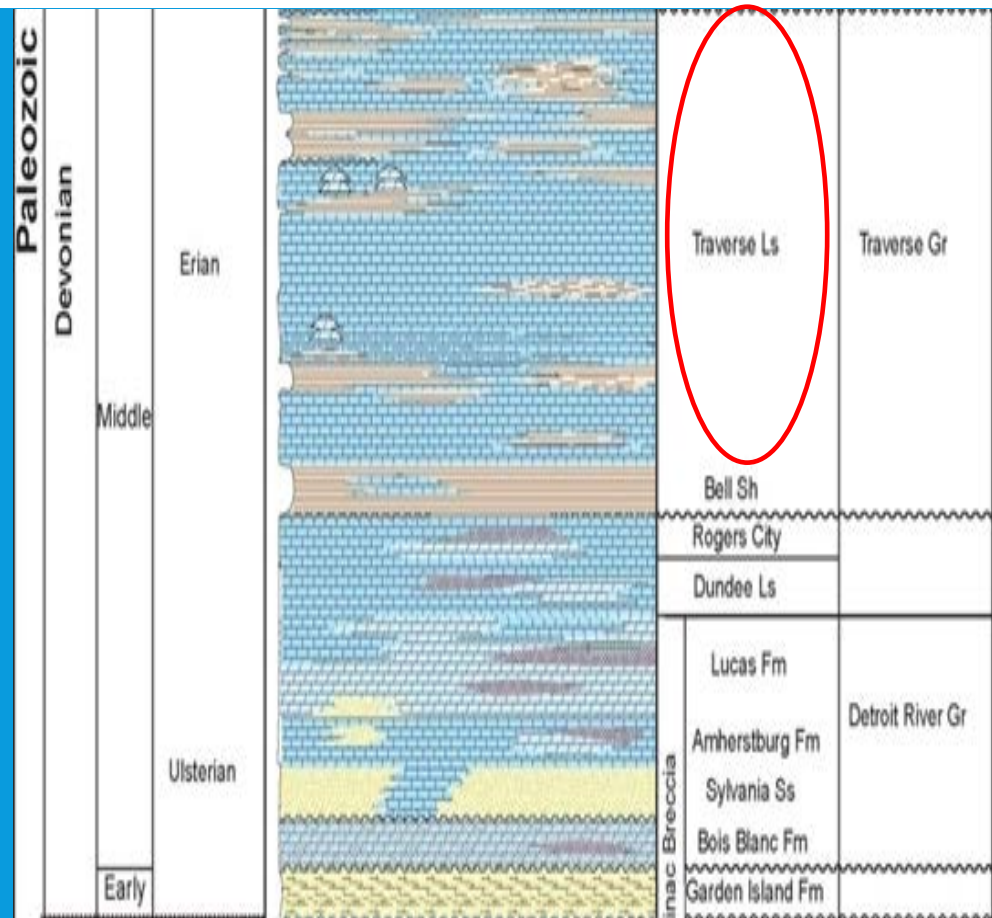 Paleozoic
Devonian
Middle
Early
Erian
Ulsterian
Traverse Ls
Traverse Gr
Bell Sh
Rogers City
Dundee Ls
Lucas Fm
Detroit River Gr
Amherstburg Fm
Sylvania Ss
Bois Blanc Fm
Garden Island Fm
inac Breccia